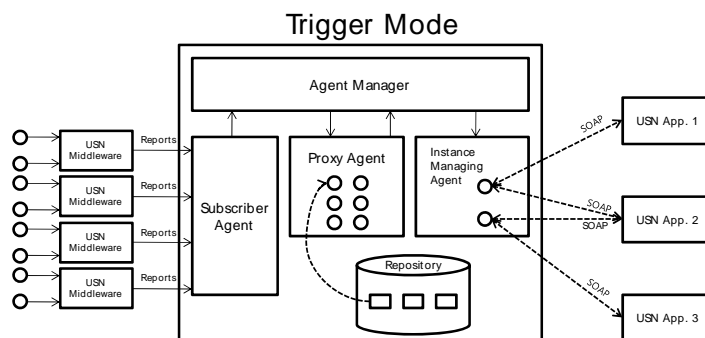 Trigger Mode
Agent Manager
USN
Middleware
Reports
USN
Middleware
Reports
USN
Middleware
Reports
USN
Middleware
Reports
Subscriber
Agent
Proxy Agent
Instance
Managing
Agent
Repository
SOAP
SOAP
SOAP
SOAP
USN App. 1
USN App. 2
USN App. 3